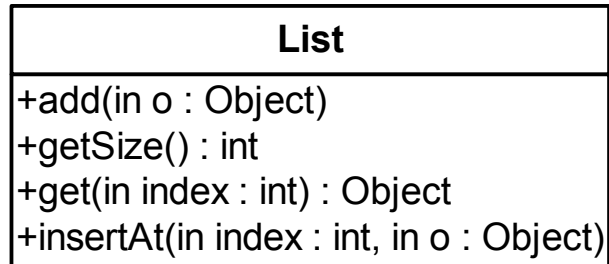 List
+add(in o : Object)
+getSize() : int
+get(in index : int) : Object
+insertAt(in index : int, in o : Object)